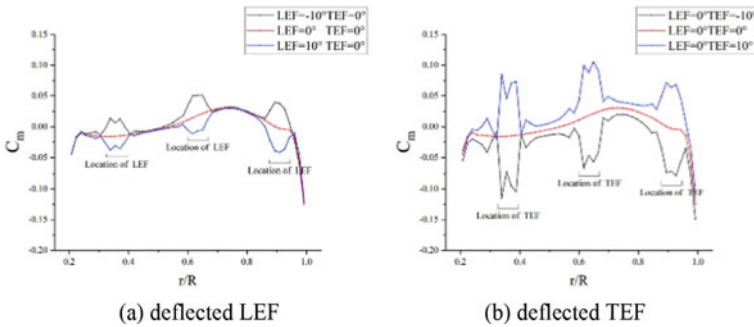 LEF=-10°TEF=0°
LEF=0° TEF=0°
LEF=10° TEF=0°
0.15
0.10
0.05
0.00
-0.05
-0.10
-0.15
-0.20
Cm
Location of LEF
Location of LEF
Location of LEF
0.2
0.4
0.6
0.8
1.0
r/R
(a) deflected LEF
LEF=0°TEF=-10°
LEF=0°TEF=0°
LEF=0°TEF=10°
0.15
0.10
0.05
0.00
-0.05
-0.10
-0.15
-0.20
Cm
Location of TEF
Location of TEF
Location of TEF
0.2
0.4
0.6
0.8
1.0
r/R
(b) deflected TEF